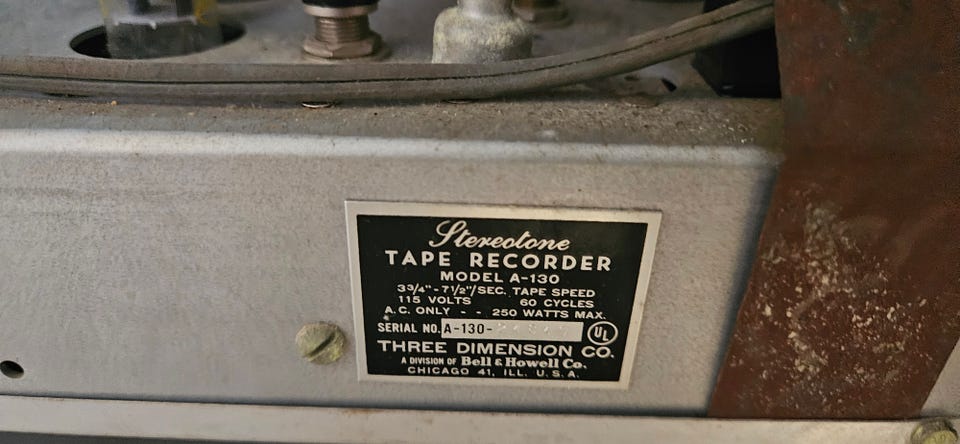 Stereotone
TAPE RECORDER
MODEL A-130
3¾"-7½"/SEC. TAPE SPEED
115 VOLTS 60 CYCLES
A.C. ONLY - - 250 WATTS MAX.
SERIAL NO. A-130-
UL
THREE DIMENSION CO.
A DIVISION OF Bell & Howell Co.
CHICAGO 41, ILL. U.S.A.